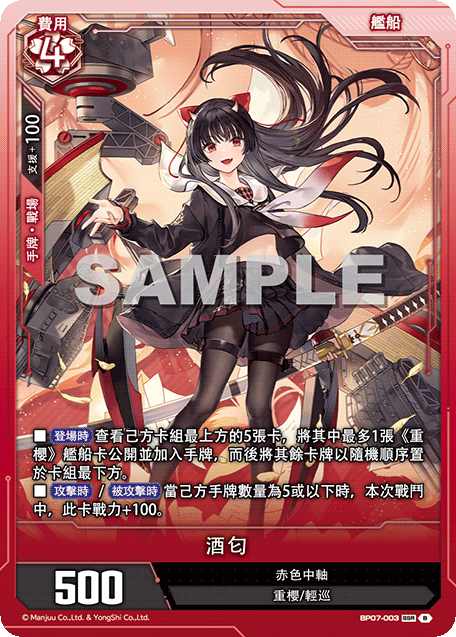 費用
4
艦船
支援+100
手牌・戰場
SAMPLE
■ 登場時 查看己方卡組最上方的5張卡，將其中最多1張《重
櫻》艦船卡公開並加入手牌，而後將其餘卡牌以隨機順序置
於卡組最下方。
■ 攻擊時 / 被攻擊時 當己方手牌數量為5或以下時，本次戰鬥
中，此卡戰力+100。
酒匂
500
赤色中軸
重櫻/輕巡
© Manjuu Co.,Ltd. & YongShi Co.,Ltd.
BP07-003 SSR B